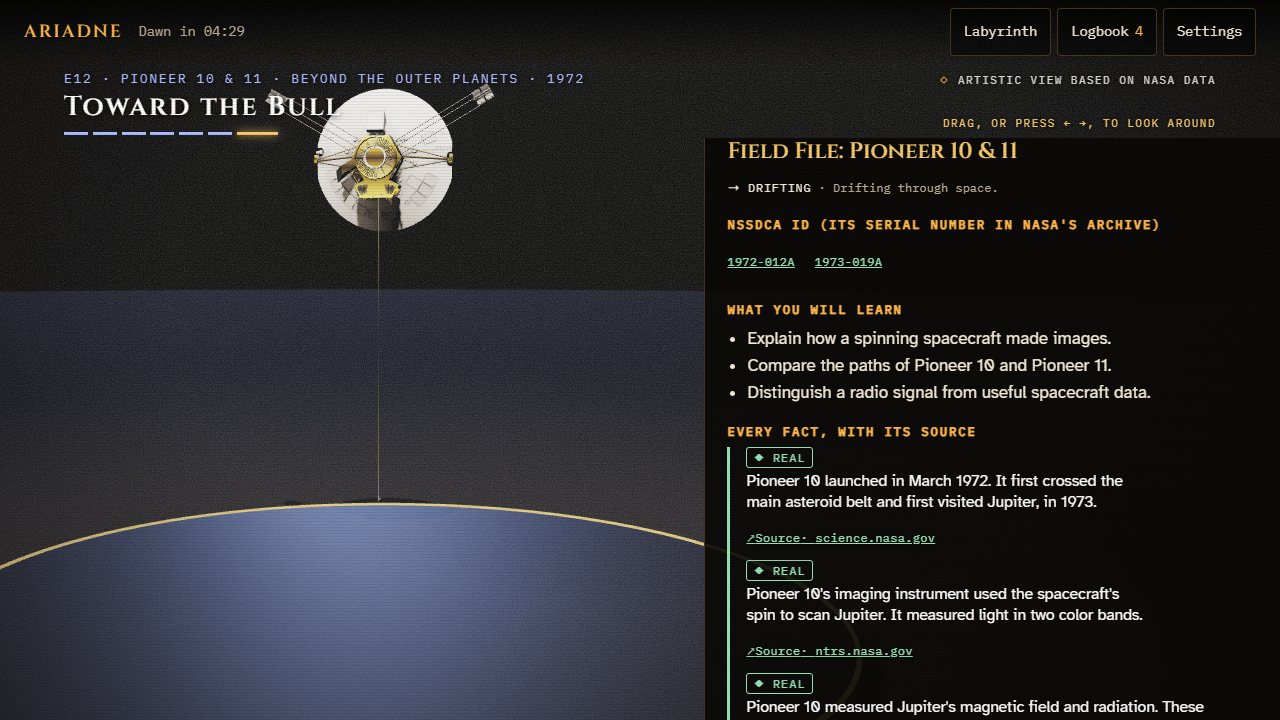 ARIADNE
Dawn in 04:29
Labyrinth
Logbook 4
Settings
E12 · PIONEER 10 & 11 · BEYOND THE OUTER PLANETS · 1972
Toward the Bull
◇ ARTISTIC VIEW BASED ON NASA DATA
DRAG, OR PRESS ← →, TO LOOK AROUND
Field File: Pioneer 10 & 11
→ DRIFTING · Drifting through space.
NSSDCA ID (ITS SERIAL NUMBER IN NASA'S ARCHIVE)
1972-012A 1973-019A
WHAT YOU WILL LEARN
• Explain how a spinning spacecraft made images.
• Compare the paths of Pioneer 10 and Pioneer 11.
• Distinguish a radio signal from useful spacecraft data.
EVERY FACT, WITH ITS SOURCE
◆ REAL
Pioneer 10 launched in March 1972. It first crossed the
main asteroid belt and first visited Jupiter, in 1973.
↗Source· science.nasa.gov
◆ REAL
Pioneer 10's imaging instrument used the spacecraft's
spin to scan Jupiter. It measured light in two color bands.
↗Source· ntrs.nasa.gov
◆ REAL
Pioneer 10 measured Jupiter's magnetic field and radiation. These